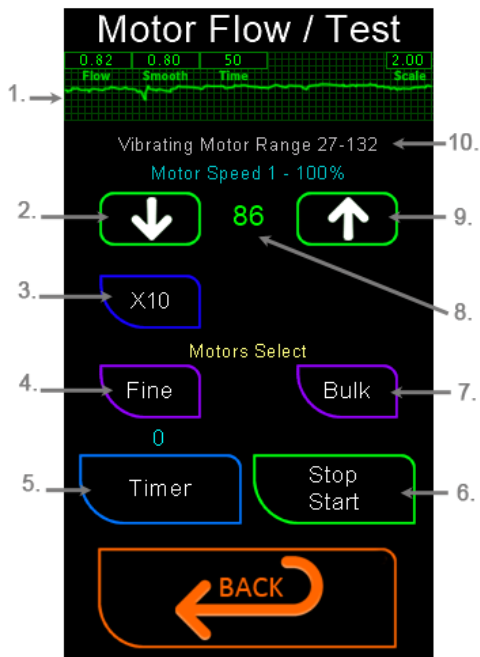 Motor Flow / Test
0.82 0.80 50 2.00
Flow Smooth Time Scale
1.
Vibrating Motor Range 27-132
10.
Motor Speed 1 - 100%
2.
86
9.
8.
3.
X10
Motors Select
4.
Fine
Bulk
7.
0
5.
Timer
Stop
Start
6.
BACK